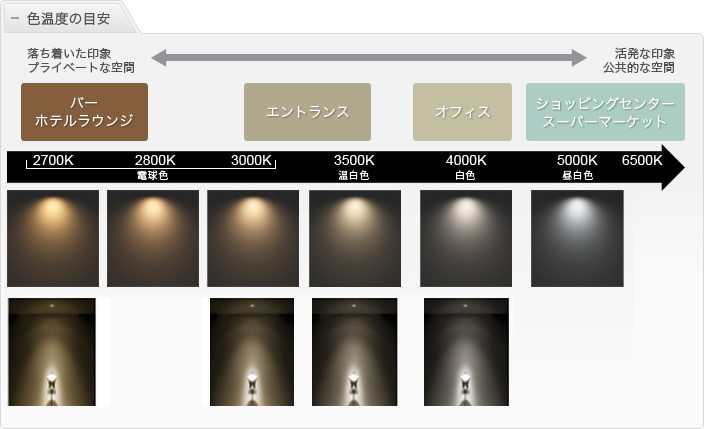 色温度の目安
落ち着いた印象
プライベートな空間
活発な印象
公共的な空間
バー
ホテルラウンジ
エントランス
オフィス
ショッピングセンター
スーパーマーケット
2700K 2800K 3000K 3500K 4000K 5000K 6500K
電球色 温白色 白色 昼白色